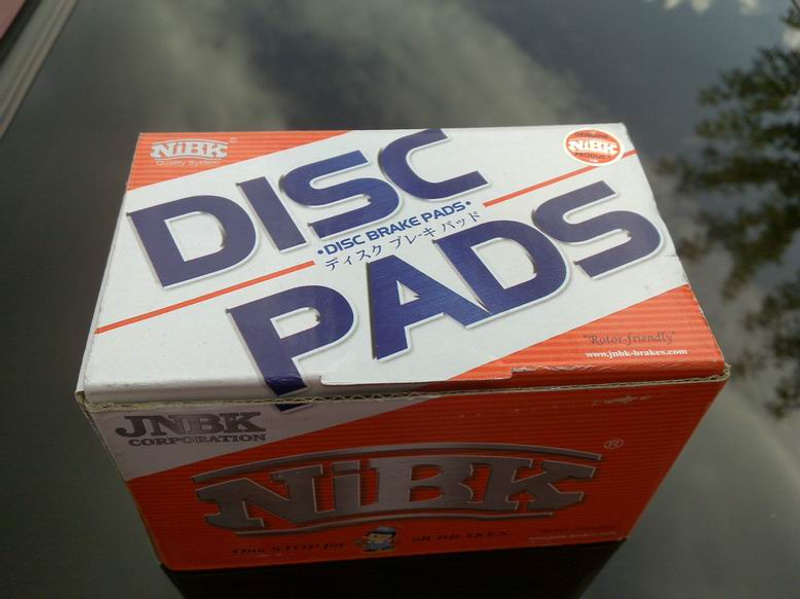 NiBK
Quality System
DISC
•DISC BRAKE PADS•
ディスク ブレーキ パッド
PADS
NiBK
PRODUCT
"Rotor-friendly"
www.jnbk-brakes.com
JNBK
CORPORATION
NiBK®
One STOP for all BRAKES